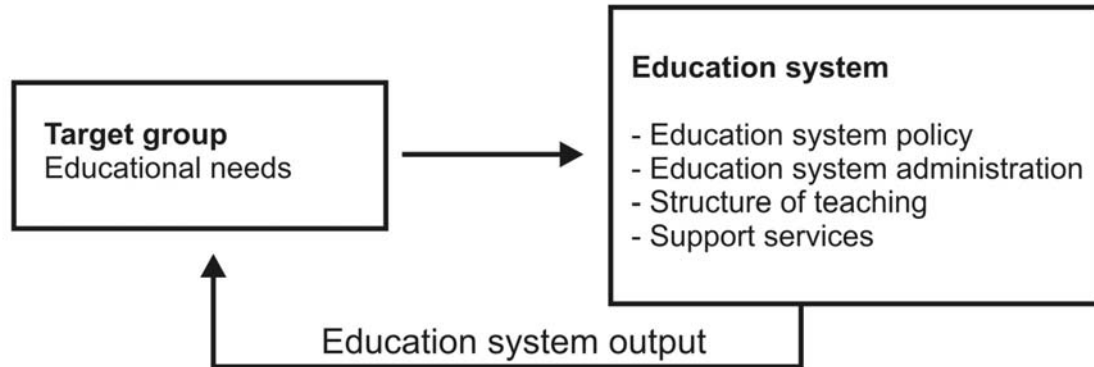 Target group
Educational needs
Education system
- Education system policy
- Education system administration
- Structure of teaching
- Support services
Education system output